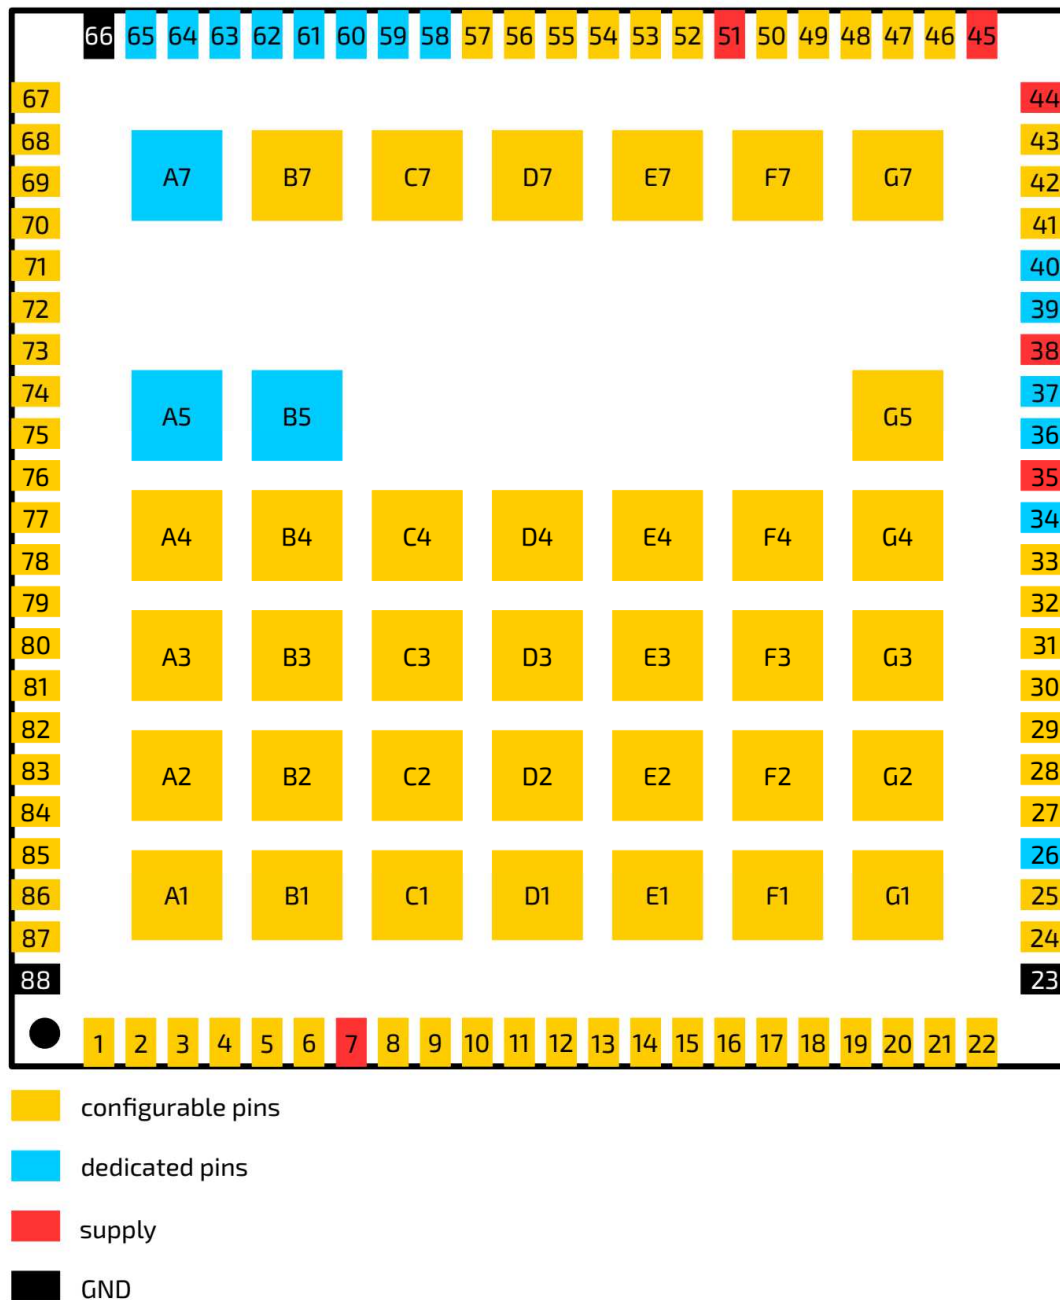 66 65 64 63 62 61 60 59 58 57 56 55 54 53 52 51 50 49 48 47 46 45
67 44
68 43
69 A7 B7 C7 D7 E7 F7 G7 42
70 41
71 40
72 39
73 38
74 37
A5 B5 G5
75 36
76 35
77 34
A4 B4 C4 D4 E4 F4 G4
78 33
79 32
80 31
A3 B3 C3 D3 E3 F3 G3
81 30
82 29
83 A2 B2 C2 D2 E2 F2 G2 28
84 27
85 26
86 A1 B1 C1 D1 E1 F1 G1 25
87 24
88 23
1 2 3 4 5 6 7 8 9 10 11 12 13 14 15 16 17 18 19 20 21 22
configurable pins
dedicated pins
supply
GND